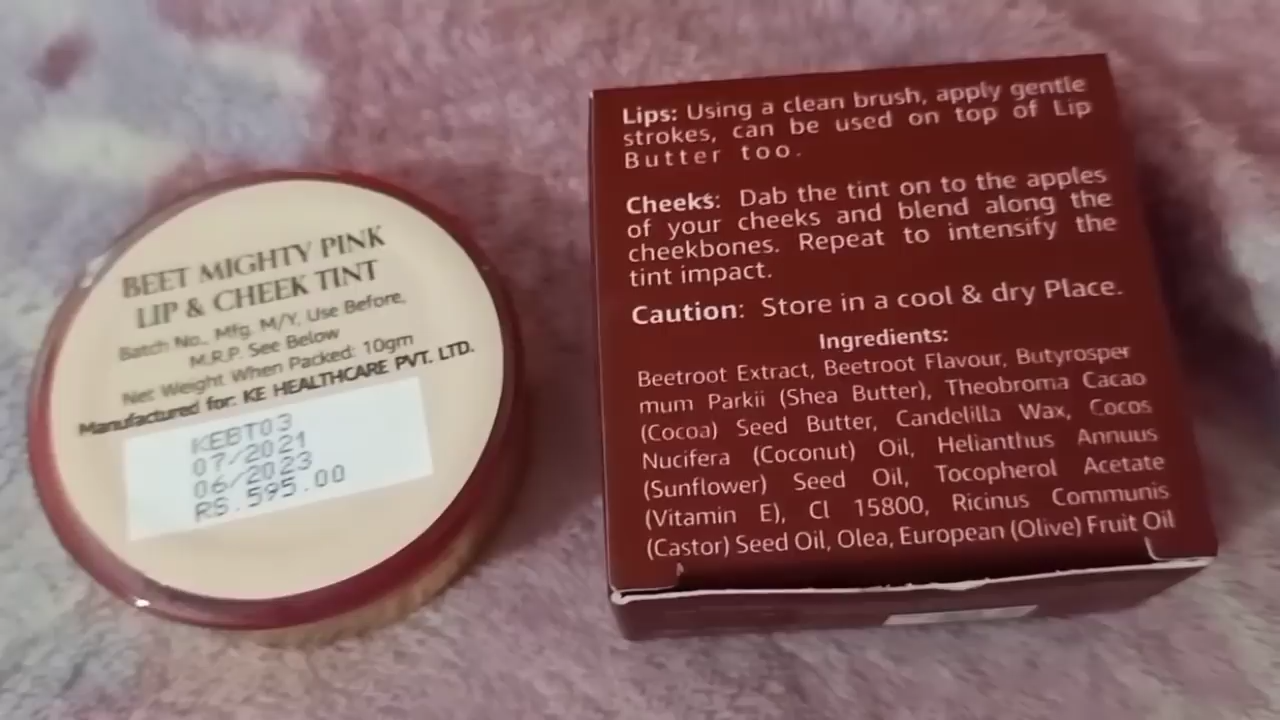 BEET MIGHTY PINK
LIP & CHEEK TINT
Batch No., Mfg. M/Y, Use Before,
M.R.P. See Below
Net Weight When Packed: 10gm
Manufactured for: KE HEALTHCARE PVT. LTD.
KEBT03
07/2021
06/2023
RS.595.00
Lips: Using a clean brush, apply gentle
strokes, can be used on top of Lip
Butter too.
Cheeks: Dab the tint on to the apples
of your cheeks and blend along the
cheekbones. Repeat to intensify the
tint impact.
Caution: Store in a cool & dry Place.
Ingredients:
Beetroot Extract, Beetroot Flavour, Butyrosper
mum Parkii (Shea Butter), Theobroma Cacao
(Cocoa) Seed Butter, Candelilla Wax, Cocos
Nucifera (Coconut) Oil, Helianthus Annuus
(Sunflower) Seed Oil, Tocopherol Acetate
(Vitamin E), Cl 15800, Ricinus Communis
(Castor) Seed Oil, Olea, European (Olive) Fruit Oil